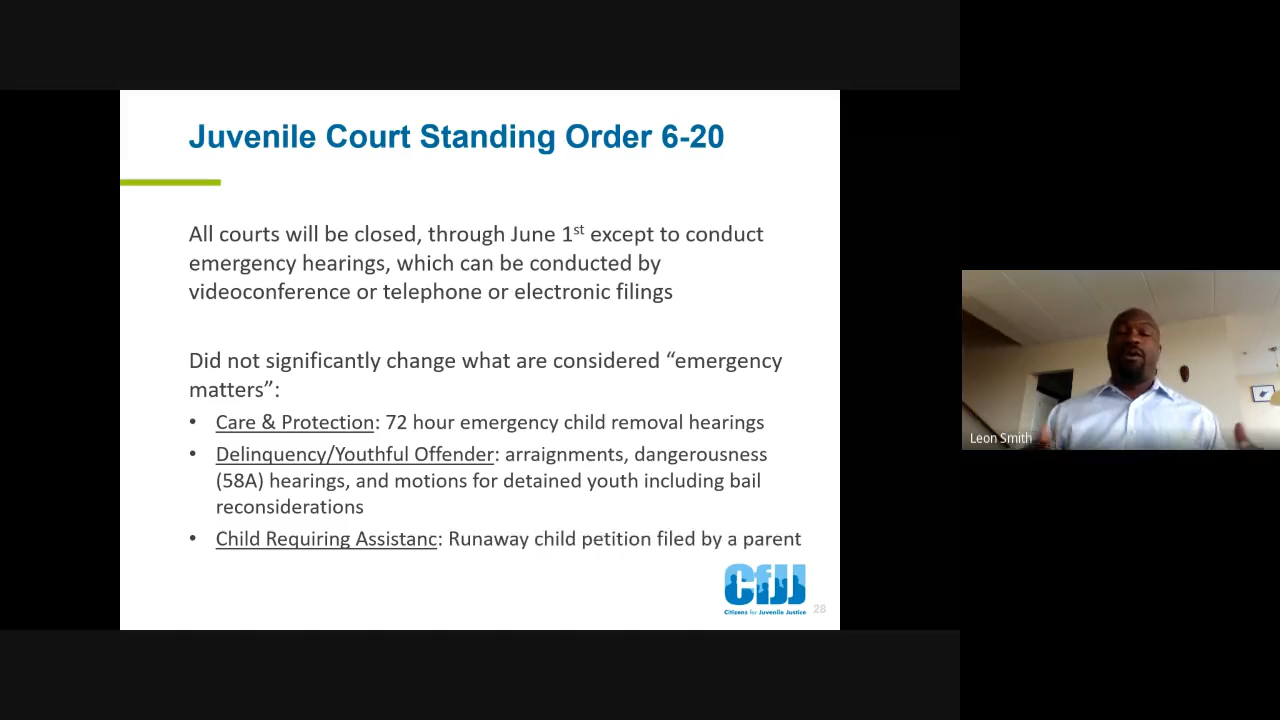 Juvenile Court Standing Order 6-20
All courts will be closed, through June 1st except to conduct
emergency hearings, which can be conducted by
videoconference or telephone or electronic filings
Did not significantly change what are considered “emergency
matters”:
• Care & Protection: 72 hour emergency child removal hearings
• Delinquency/Youthful Offender: arraignments, dangerousness
(58A) hearings, and motions for detained youth including bail
reconsiderations
• Child Requiring Assistanc: Runaway child petition filed by a parent
CfJJ
Citizens for Juvenile Justice
28
Leon Smith